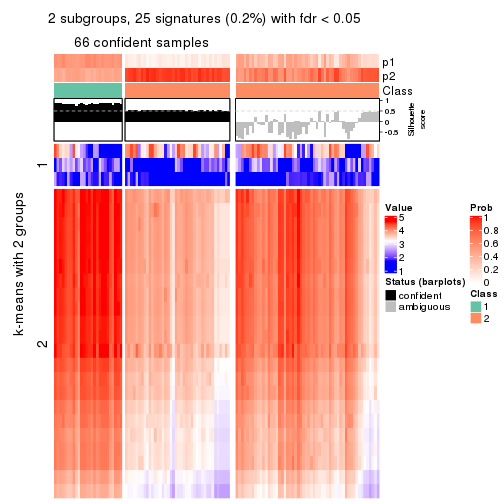 2 subgroups, 25 signatures (0.2%) with fdr < 0.05
66 confident samples
p1
p2
Class
1
0.5
0
-0.5
Silhouette
score
k-means with 2 groups
1
2
Value
5
4
3
2
1
Status (barplots)
confident
ambiguous
Prob
1
0.8
0.6
0.4
0.2
0
Class
1
2